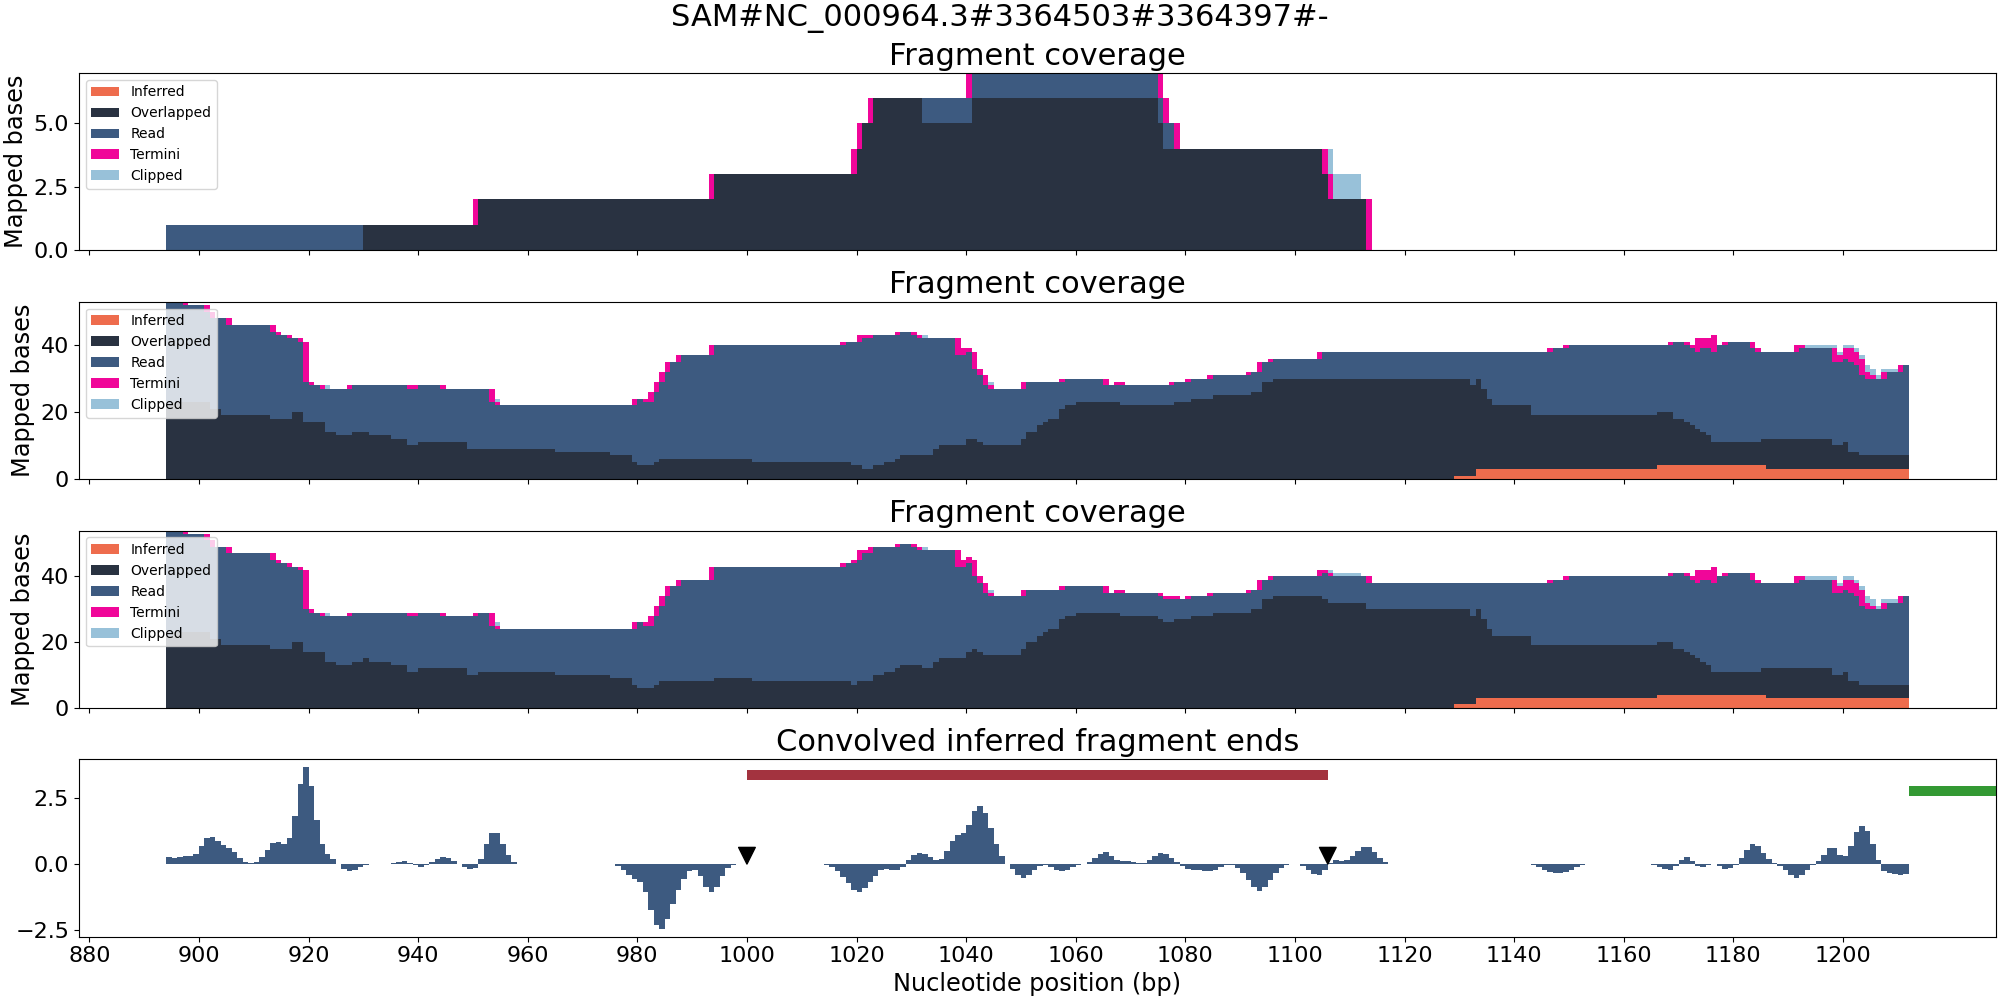 SAM#NC_000964.3#3364503#3364397#-
Fragment coverage
Mapped bases
5.0
2.5
0.0
Inferred
Overlapped
Read
Termini
Clipped
Fragment coverage
Mapped bases
40
20
0
Inferred
Overlapped
Read
Termini
Clipped
Fragment coverage
Mapped bases
40
20
0
Inferred
Overlapped
Read
Termini
Clipped
Convolved inferred fragment ends
2.5
0.0
−2.5
880 900 920 940 960 980 1000 1020 1040 1060 1080 1100 1120 1140 1160 1180 1200
Nucleotide position (bp)